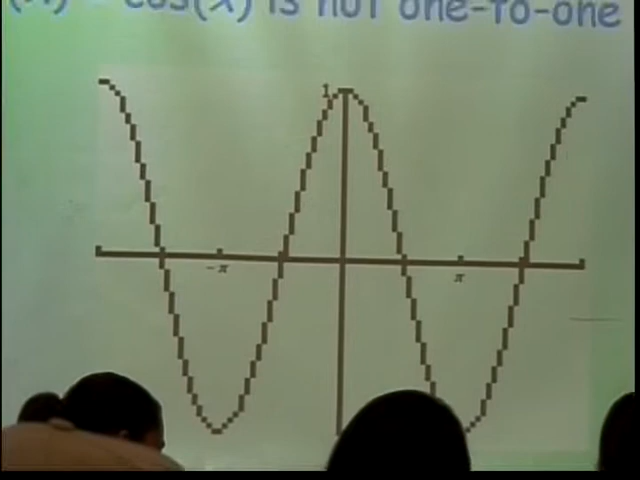 (x) = cos(x) is not one-to-one
1
-π
π